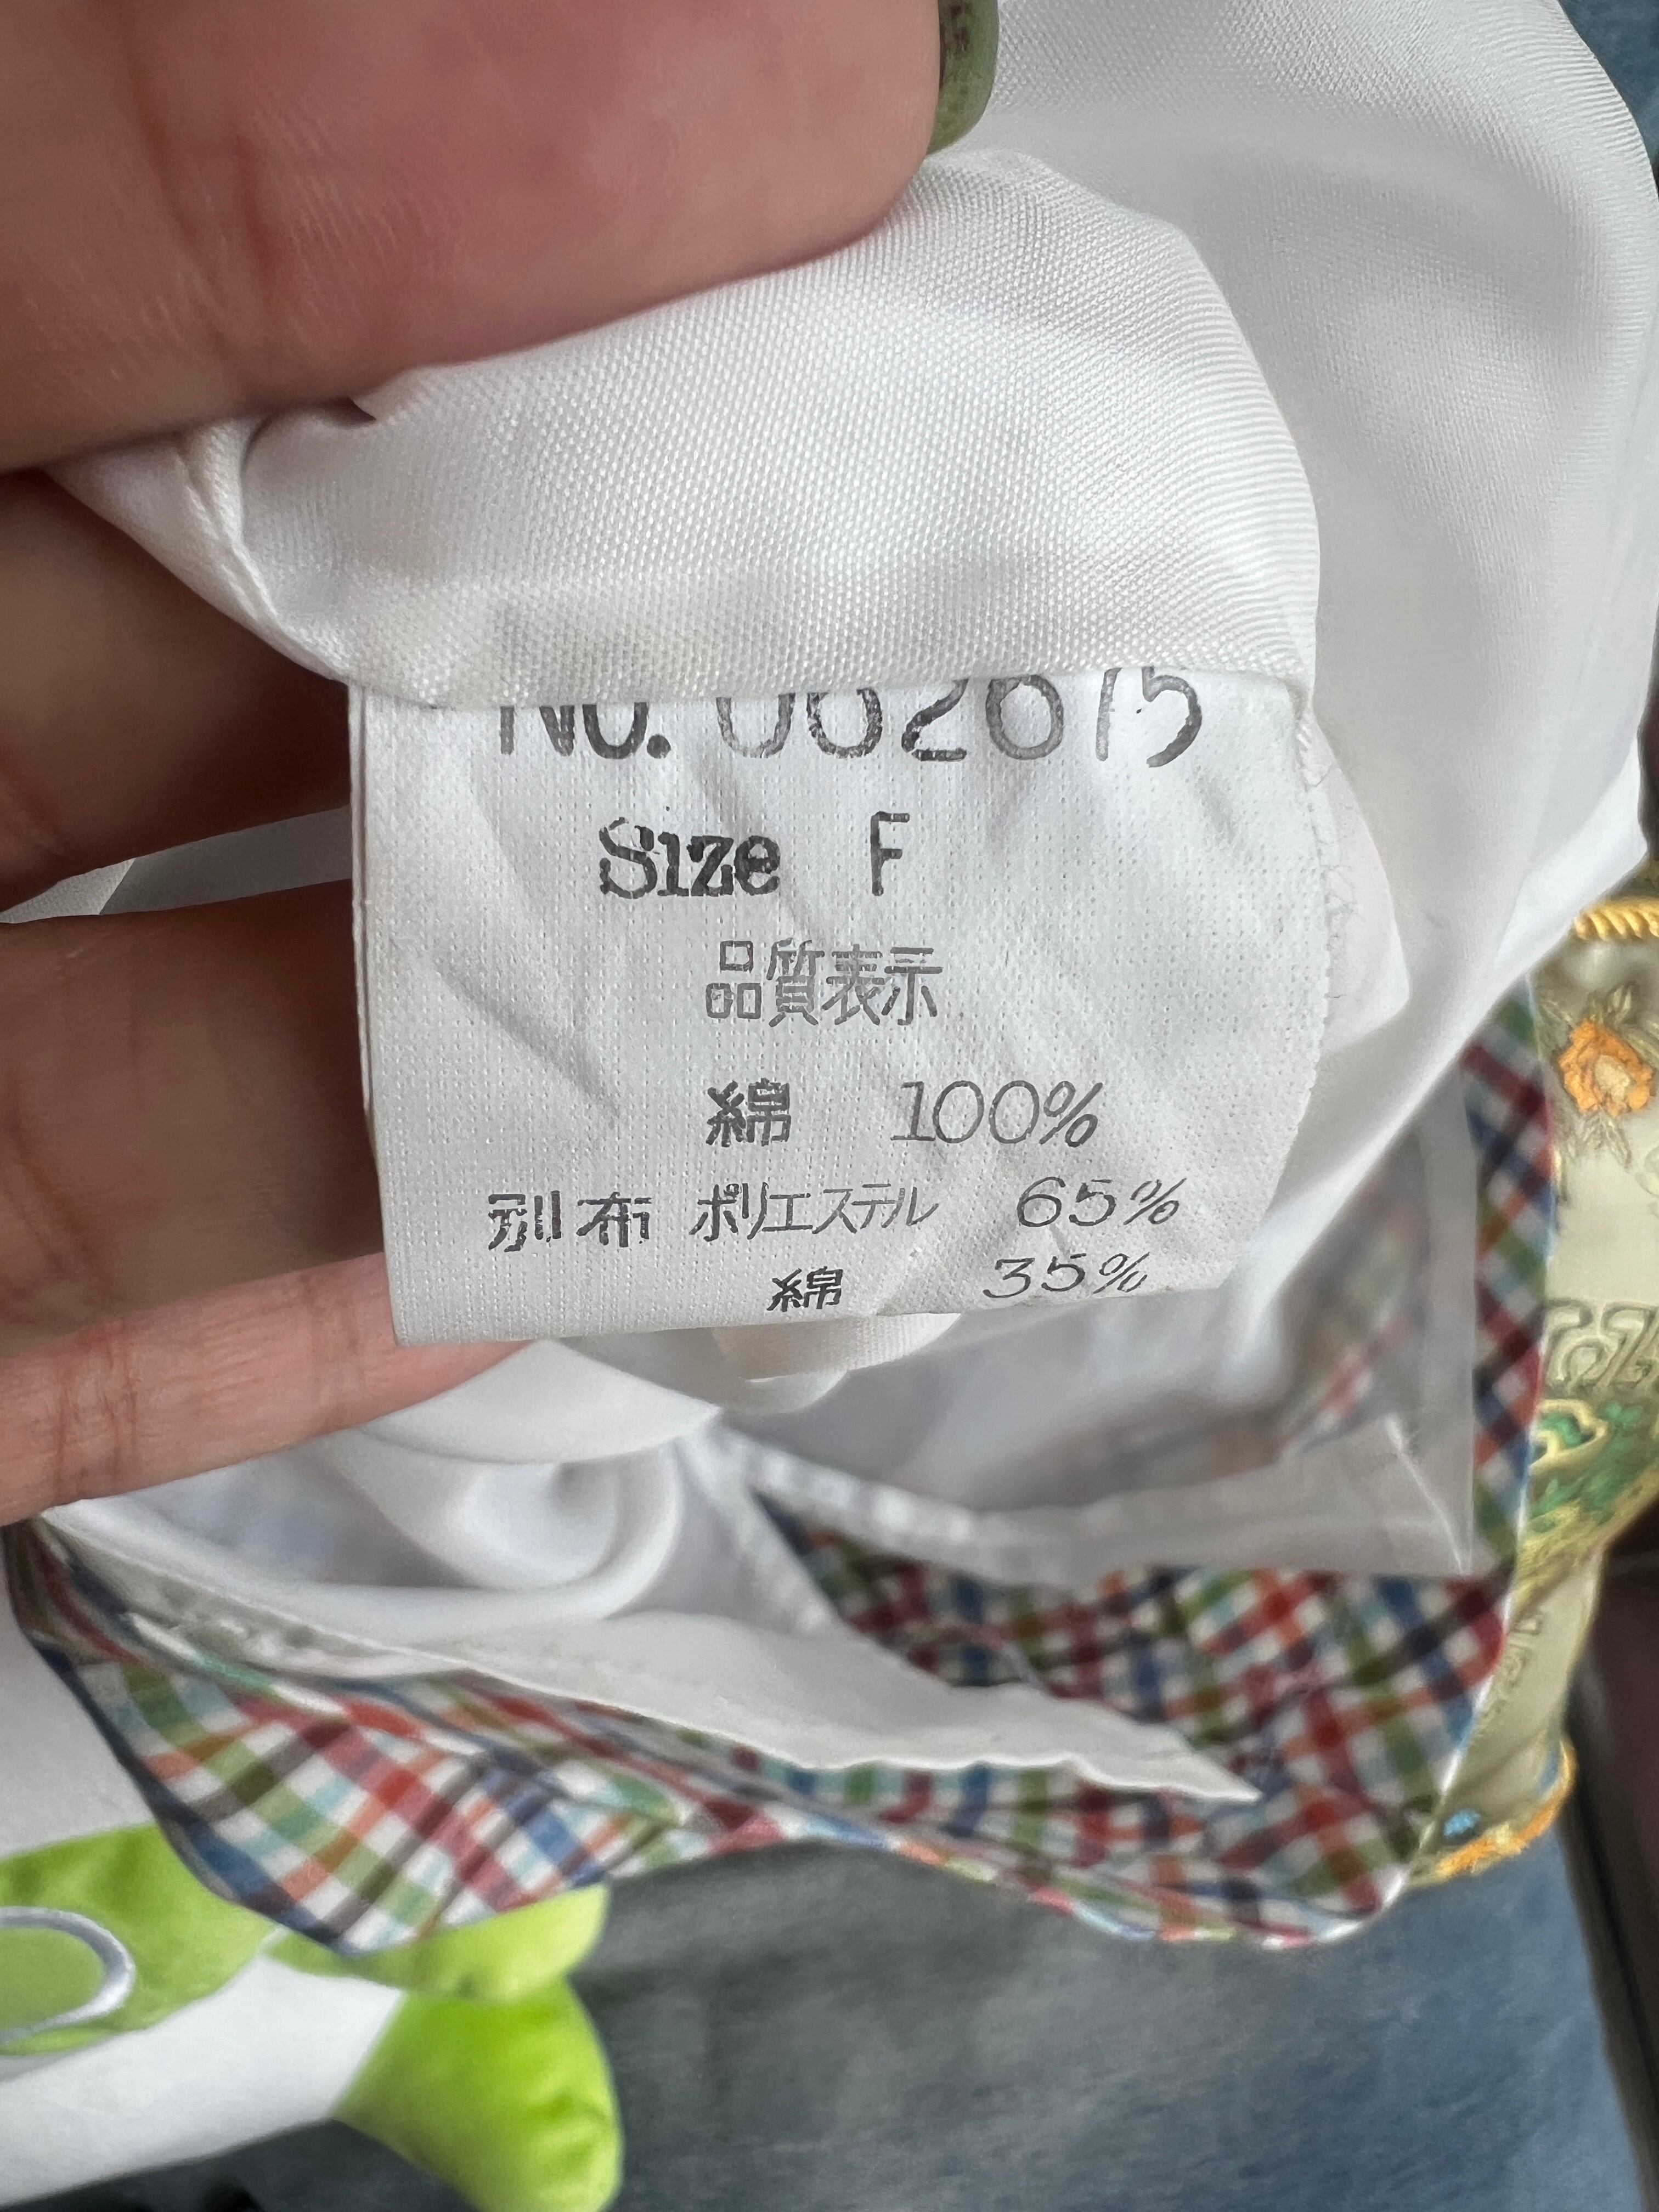 No. 062675
Size F
品質表示
綿 100%
別布 ポリエステル 65%
綿 35%